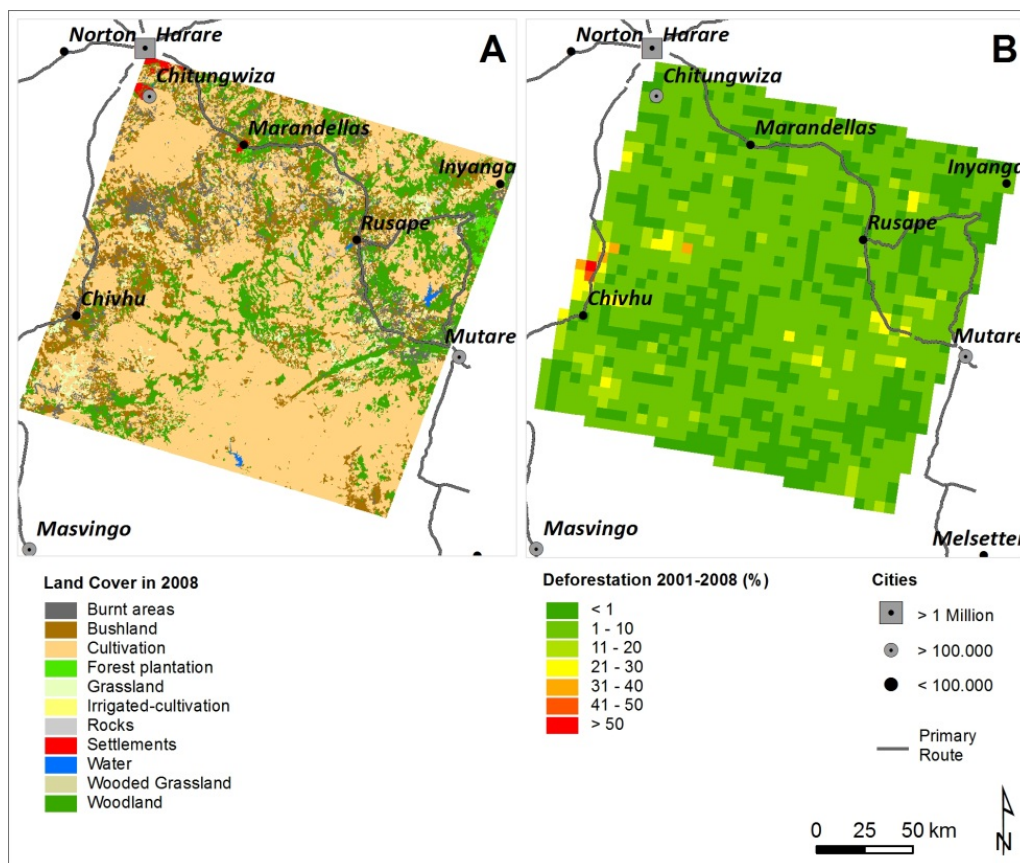 A
Norton
Harare
Chitungwiza
Marandellas
Inyanga
Rusape
Chivhu
Mutare
Masvingo
B
Norton
Harare
Chitungwiza
Marandellas
Inyanga
Rusape
Chivhu
Mutare
Masvingo
Melsetter
Land Cover in 2008
Burnt areas
Bushland
Cultivation
Forest plantation
Grassland
Irrigated-cultivation
Rocks
Settlements
Water
Wooded Grassland
Woodland
Deforestation 2001-2008 (%)
< 1
1 - 10
11 - 20
21 - 30
31 - 40
41 - 50
> 50
Cities
> 1 Million
> 100.000
< 100.000
Primary
Route
0 25 50 km
N